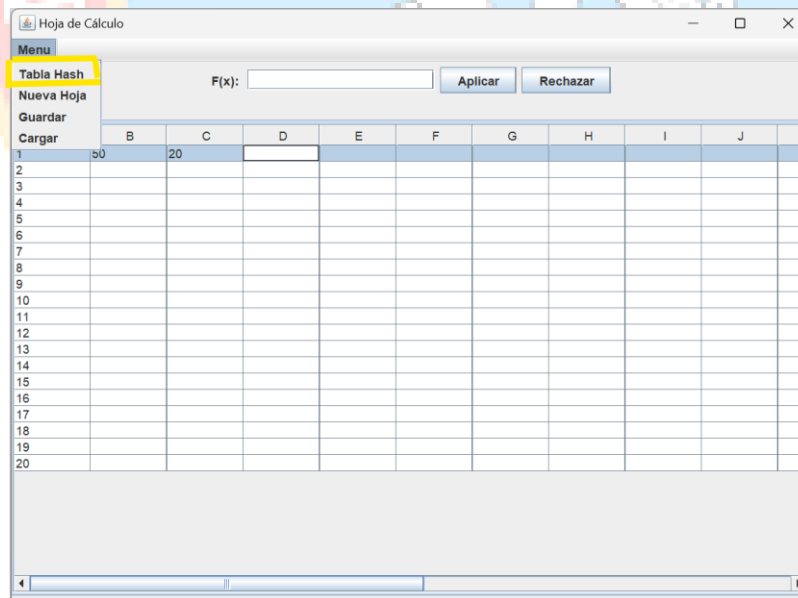 Hoja de Cálculo
Menu
Tabla Hash
Nueva Hoja
Guardar
Cargar
F(x): Aplicar Rechazar
B C D E F G H I J
1 50 20
2
3
4
5
6
7
8
9
10
11
12
13
14
15
16
17
18
19
20